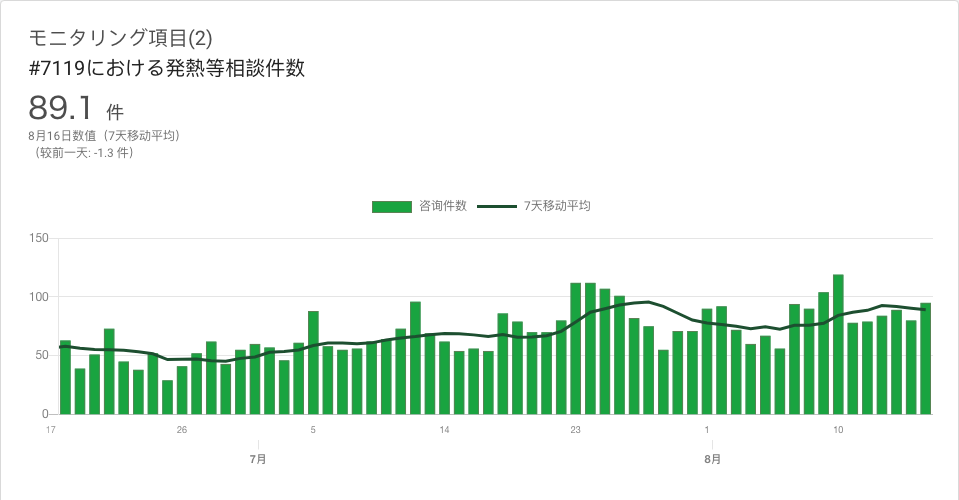 モニタリング項目(2)
#7119における発熱等相談件数
89.1 件
8月16日数值（7天移动平均）
（较前一天: -1.3 件）
咨询件数 7天移动平均
150
100
50
0
17 26 5 14 23 1 10
7月 8月